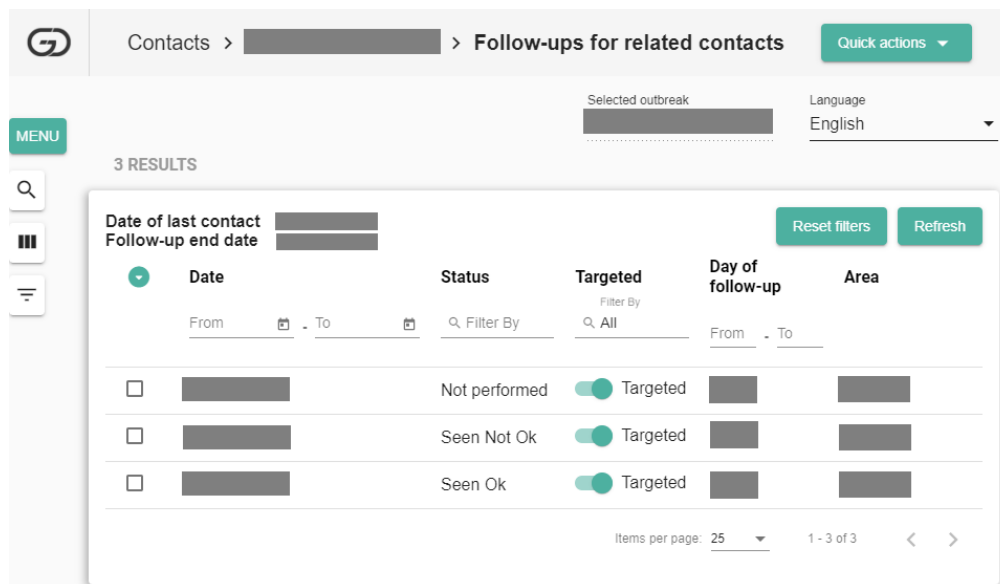 Contacts > > Follow-ups for related contacts
Quick actions
Selected outbreak
Language
English
MENU
3 RESULTS
Date of last contact
Follow-up end date
Reset filters
Refresh
Date Status Targeted Day of follow-up Area
From - To
Filter By
Filter By
All
From - To
Not performed Targeted
Seen Not Ok Targeted
Seen Ok Targeted
Items per page: 25 1 - 3 of 3